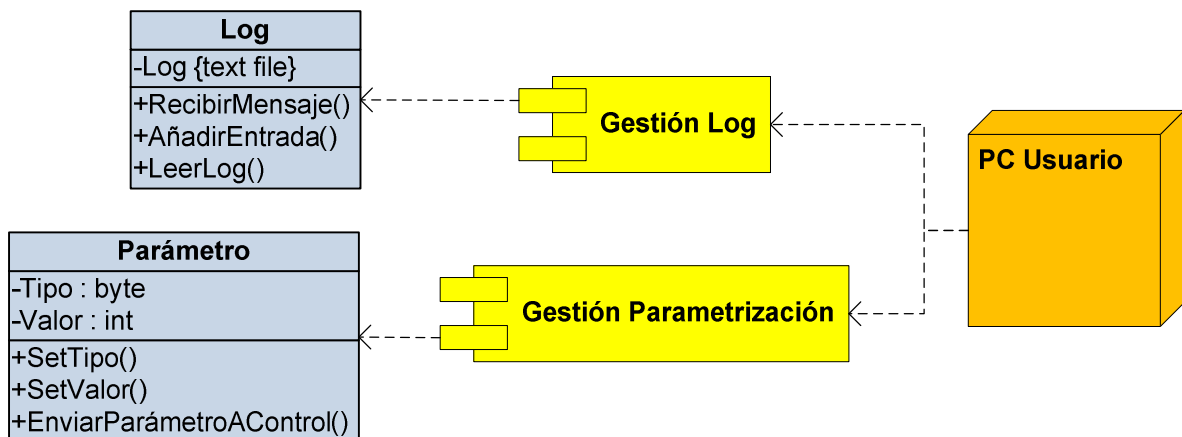 Log
-Log {text file}
+RecibirMensaje()
+AñadirEntrada()
+LeerLog()
Gestión Log
PC Usuario
Parámetro
-Tipo : byte
-Valor : int
+SetTipo()
+SetValor()
+EnviarParámetroAControl()
Gestión Parametrización